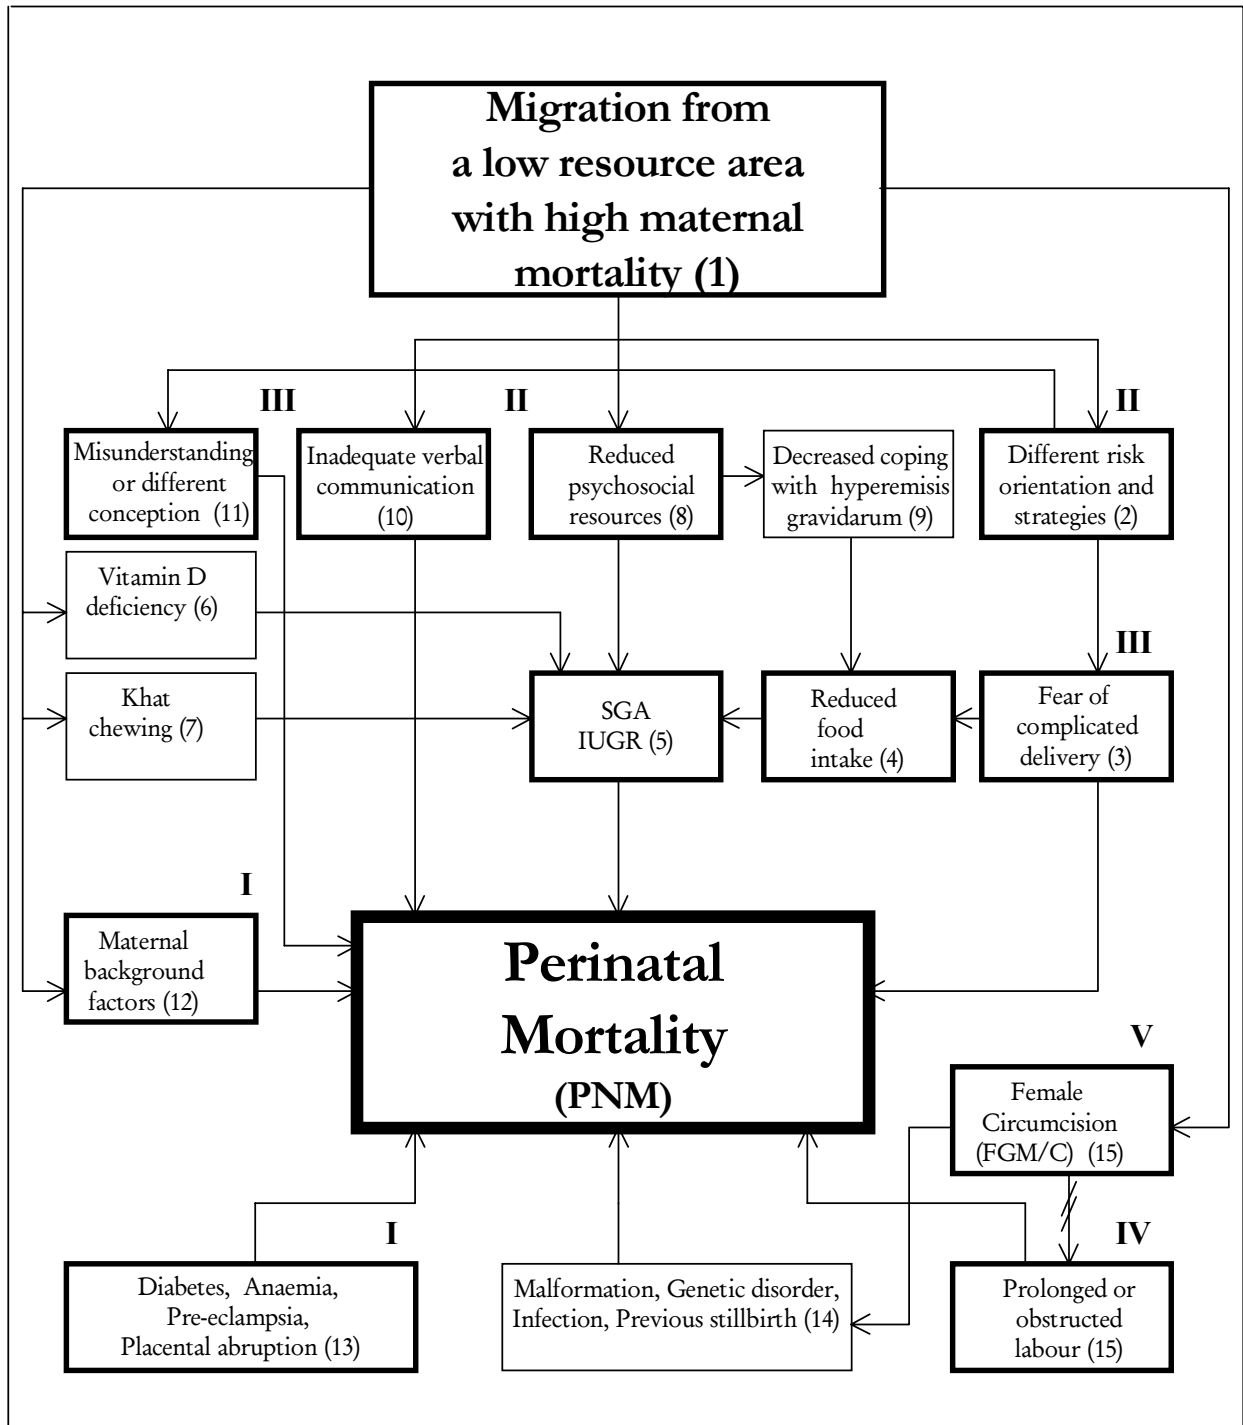 Migration from
a low resource area
with high maternal
mortality (1)
III
II
II
Misunderstanding
or different
conception (11)
Inadequate verbal
communication
(10)
Reduced
psychosocial
resources (8)
Decreased coping
with hyperemisis
gravidarum (9)
Different risk
orientation and
strategies (2)
Vitamin D
deficiency (6)
III
Khat
chewing (7)
SGA
IUGR (5)
Reduced
food
intake (4)
Fear of
complicated
delivery (3)
I
Maternal
background
factors (12)
Perinatal
Mortality
(PNM)
V
Female
Circumcision
(FGM/C) (15)
I
IV
Diabetes, Anaemia,
Pre-eclampsia,
Placental abruption (13)
Malformation, Genetic disorder,
Infection, Previous stillbirth (14)
Prolonged or
obstructed
labour (15)